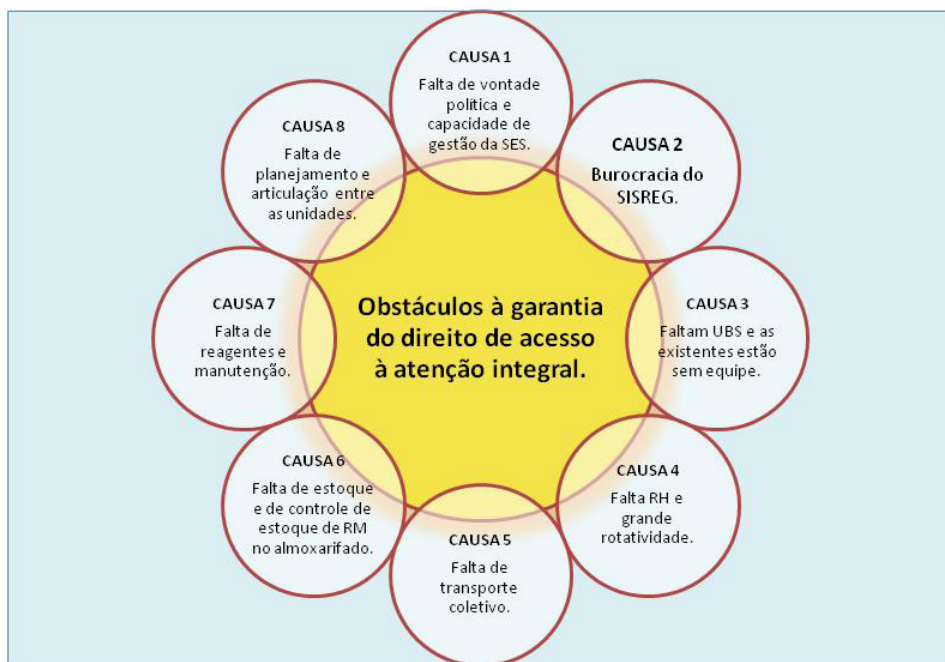 CAUSA 1
Falta de vontade
política e
capacidade de
gestão da SES.
CAUSA 2
Burocracia do
SISREG.
CAUSA 3
Faltam UBS e as
existentes estão
sem equipe.
CAUSA 4
Falta RH e
grande
rotatividade.
CAUSA 5
Falta de
transporte
coletivo.
CAUSA 6
Falta de estoque
e de controle de
estoque de RM
no almoxarifado.
CAUSA 7
Falta de
reagentes e
manutenção.
CAUSA 8
Falta de
planejamento e
articulação entre
as unidades.
Obstáculos à garantia
do direito de acesso
à atenção integral.